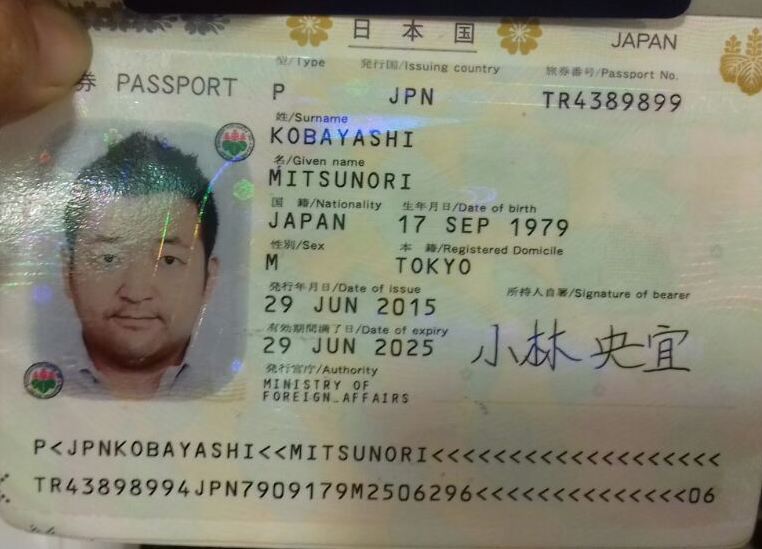 日本国
JAPAN
券 PASSPORT
型/Type 発行国/Issuing country 旅券番号/Passport No.
P JPN TR4389899
姓/Surname
KOBAYASHI
名/Given name
MITSUNORI
国 籍/Nationality 生年月日/Date of birth
JAPAN 17 SEP 1979
性別/Sex 本 籍/Registered Domicile
M TOKYO
発行年月日/Date of issue 所持人自署/Signature of bearer
29 JUN 2015
有効期間満了日/Date of expiry
29 JUN 2025 小林 央宜
発行官庁/Authority
MINISTRY OF
FOREIGN AFFAIRS
P<JPNKOBAYASHI<<MITSUNORI<<<<<<<<<<<<<<<<<<<
TR43898994JPN7909179M2506296<<<<<<<<<<<<<<06